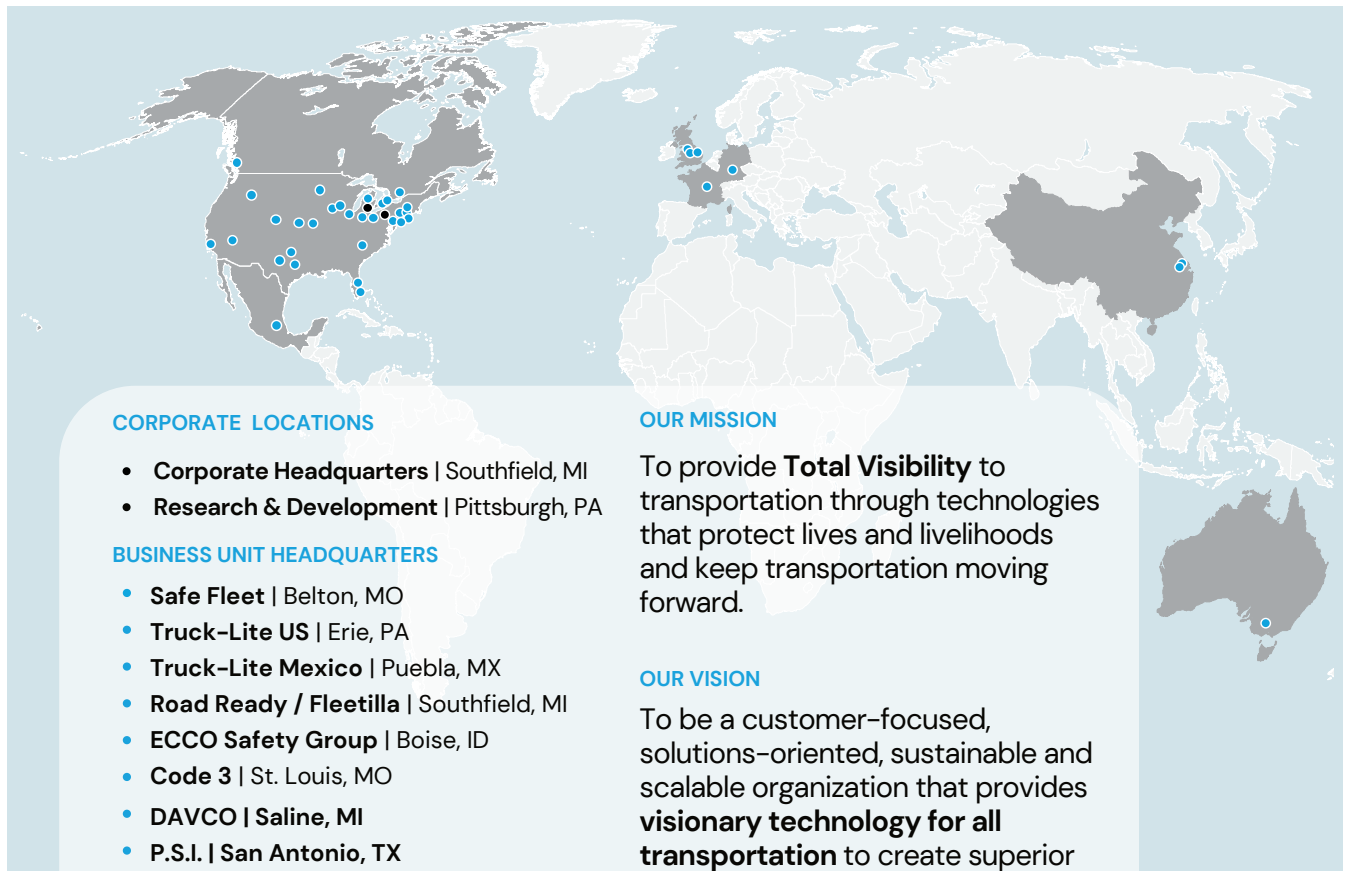 CORPORATE LOCATIONS
• Corporate Headquarters | Southfield, MI
• Research & Development | Pittsburgh, PA
BUSINESS UNIT HEADQUARTERS
• Safe Fleet | Belton, MO
• Truck-Lite US | Erie, PA
• Truck-Lite Mexico | Puebla, MX
• Road Ready / Fleetilla | Southfield, MI
• ECCO Safety Group | Boise, ID
• Code 3 | St. Louis, MO
• DAVCO | Saline, MI
• P.S.I. | San Antonio, TX
OUR MISSION
To provide Total Visibility to
transportation through technologies
that protect lives and livelihoods
and keep transportation moving
forward.
OUR VISION
To be a customer-focused,
solutions-oriented, sustainable and
scalable organization that provides
visionary technology for all
transportation to create superior